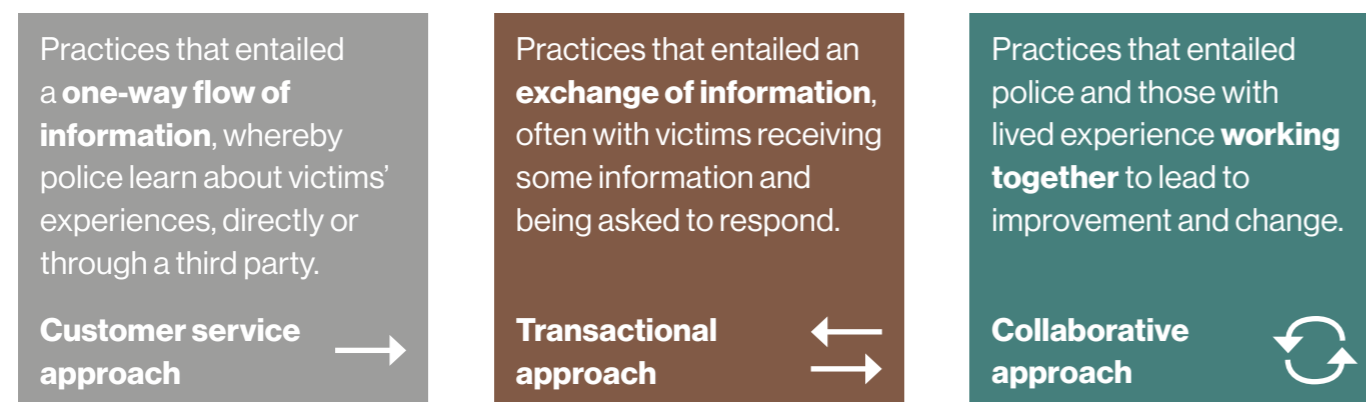 Practices that entailed
a one-way flow of
information, whereby
police learn about victims’
experiences, directly or
through a third party.
Customer service
approach
Practices that entailed an
exchange of information,
often with victims receiving
some information and
being asked to respond.
Transactional
approach
Practices that entailed
police and those with
lived experience working
together to lead to
improvement and change.
Collaborative
approach